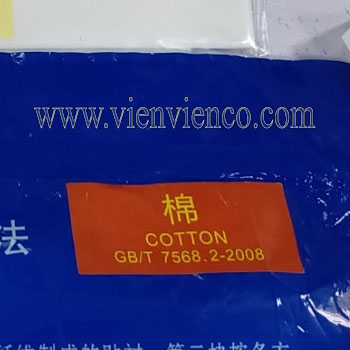 www.vienvienco.com
棉
法
COTTON
GB/T 7568.2-2008